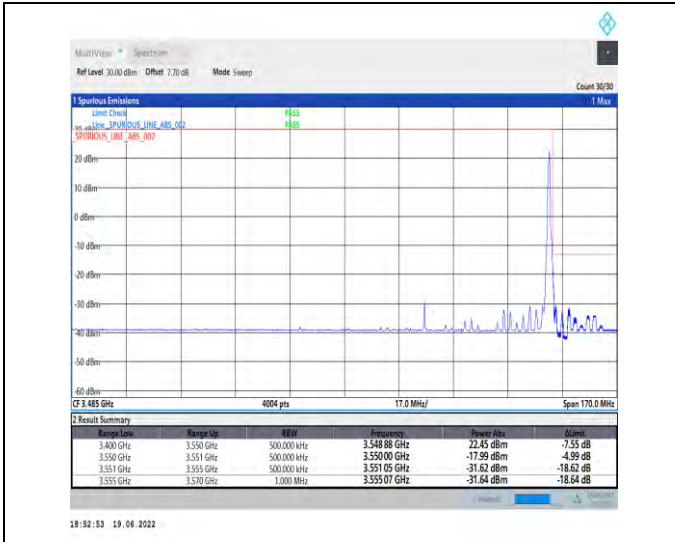 MultiView Spectrum
Ref Level 30.00 dBm Offset 7.70 dB Mode Sweep
Count 30/30
1 Spurious Emissions 1 Max
Limit Check PASS
Line _SPURIOUS_LINE_ABS_002 PASS
_SPURIOUS_LINE_ABS_002
20 dBm
10 dBm
0 dBm
-10 dBm
-20 dBm
-30 dBm
-40 dBm
-50 dBm
-60 dBm
CF 3.485 GHz 4004 pts 17.0 MHz/ Span 170.0 MHz
2 Result Summary
Range Low Range Up RBW Frequency Power Abs ΔLimit
3.400 GHz 3.550 GHz 500.000 kHz 3.548 88 GHz 22.45 dBm -7.55 dB
3.550 GHz 3.551 GHz 500.000 kHz 3.550 00 GHz -17.99 dBm -4.99 dB
3.551 GHz 3.555 GHz 500.000 kHz 3.551 05 GHz -31.62 dBm -18.62 dB
3.555 GHz 3.570 GHz 1.000 MHz 3.555 07 GHz -31.64 dBm -18.64 dB
18:52:53 19.06.2022